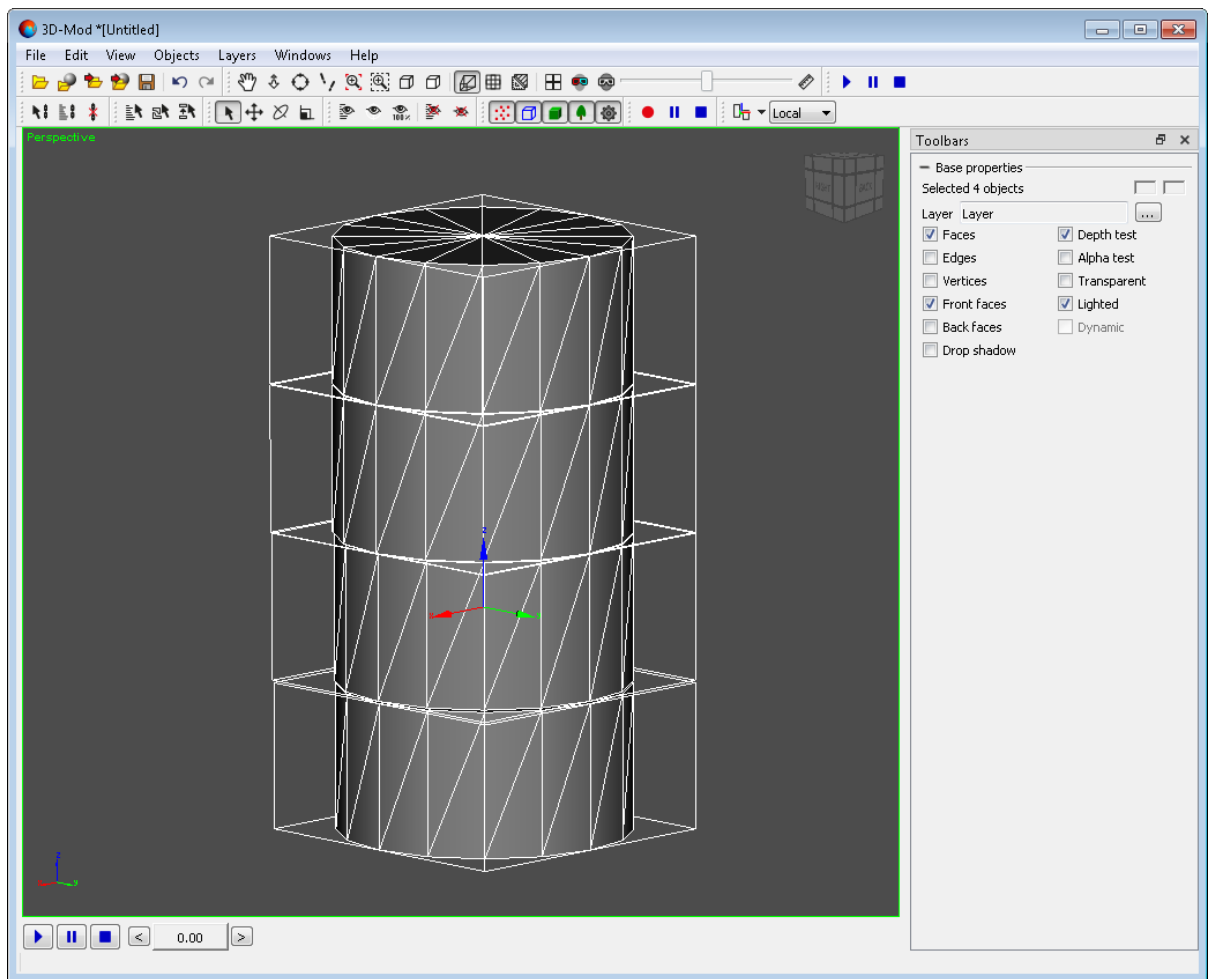 3D-Mod *[Untitled]
File Edit View Objects Layers Windows Help
100%
Local
Perspective
Toolbars
Base properties
Selected 4 objects
Layer Layer ...
Faces Depth test
Edges Alpha test
Vertices Transparent
Front faces Lighted
Back faces Dynamic
Drop shadow
z
x y
z
x y
< 0.00 >